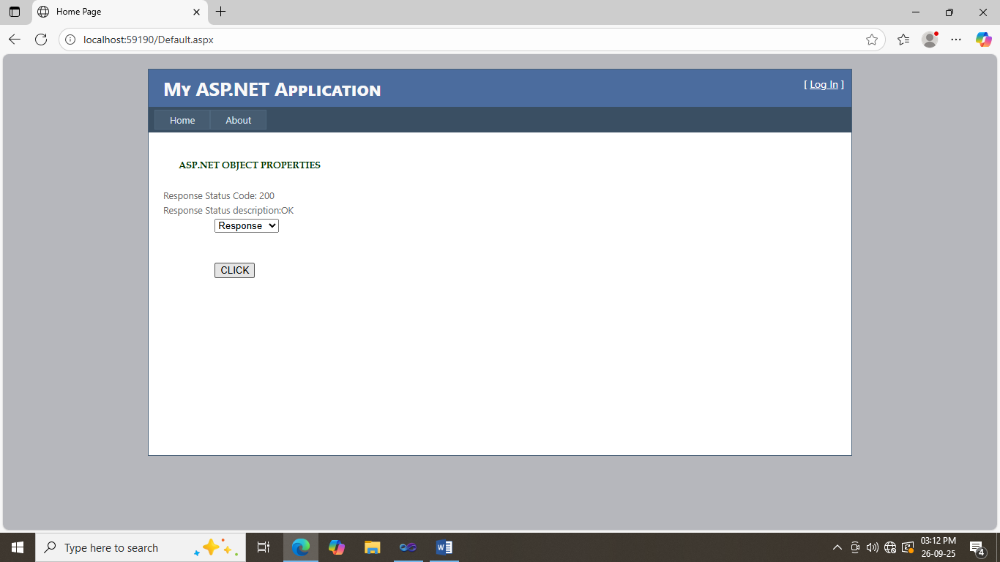 Home Page
localhost:59190/Default.aspx
My ASP.NET Application
[ Log In ]
Home
About
ASP.NET OBJECT PROPERTIES
Response Status Code: 200
Response Status description:OK
Response
CLICK
Type here to search
03:12 PM
26-09-25
4